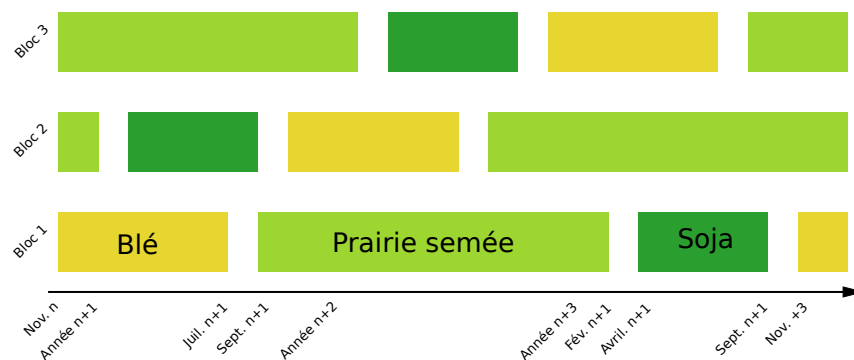 Bloc 3
Bloc 2
Bloc 1
Blé
Prairie semée
Soja
Nov. n
Année n+1
Juil. n+1
Sept. n+1
Année n+2
Année n+3
Fév. n+1
Avril. n+1
Sept. n+1
Nov. +3